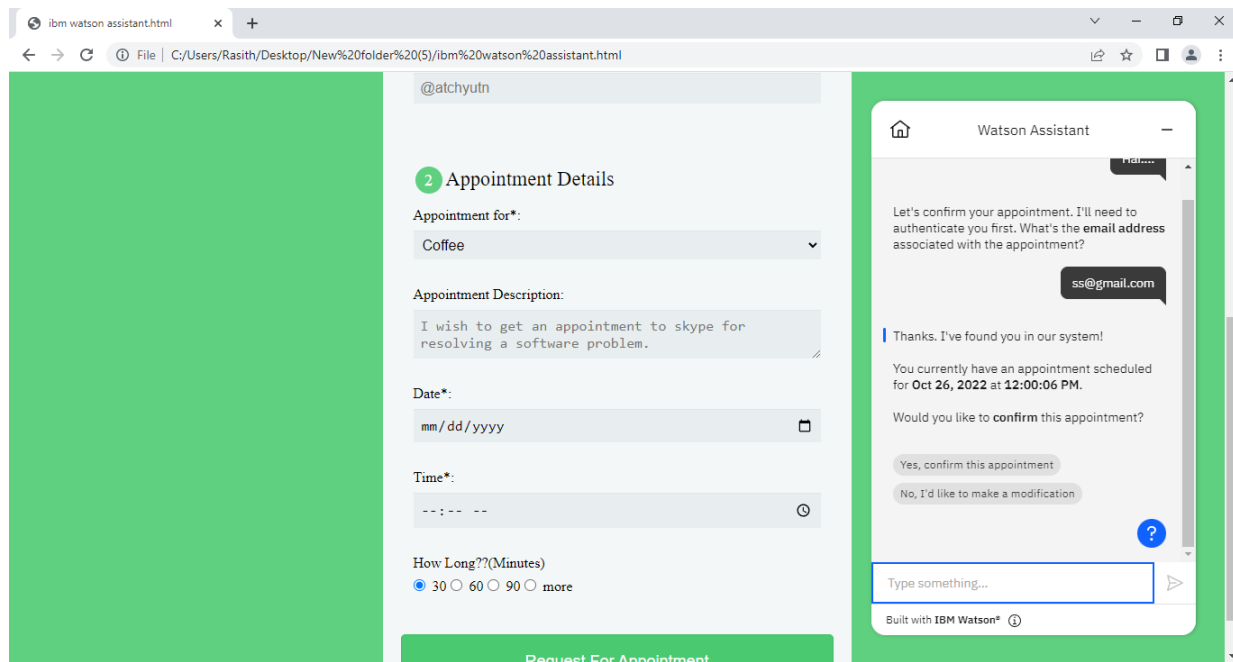 ibm watson assistant.html
File | C:/Users/Rasith/Desktop/New%20folder%20(5)/ibm%20watson%20assistant.html
@atchyutn
2 Appointment Details
Appointment for*:
Coffee
Appointment Description:
I wish to get an appointment to skype for
resolving a software problem.
Date*:
mm/dd/yyyy
Time*:
--:-- --
How Long??(Minutes)
30 60 90 more
Request For Appointment
Watson Assistant
Hai....
Let's confirm your appointment. I'll need to
authenticate you first. What's the email address
associated with the appointment?
ss@gmail.com
Thanks. I've found you in our system!
You currently have an appointment scheduled
for Oct 26, 2022 at 12:00:06 PM.
Would you like to confirm this appointment?
Yes, confirm this appointment
No, I'd like to make a modification
?
Type something...
Built with IBM Watson®